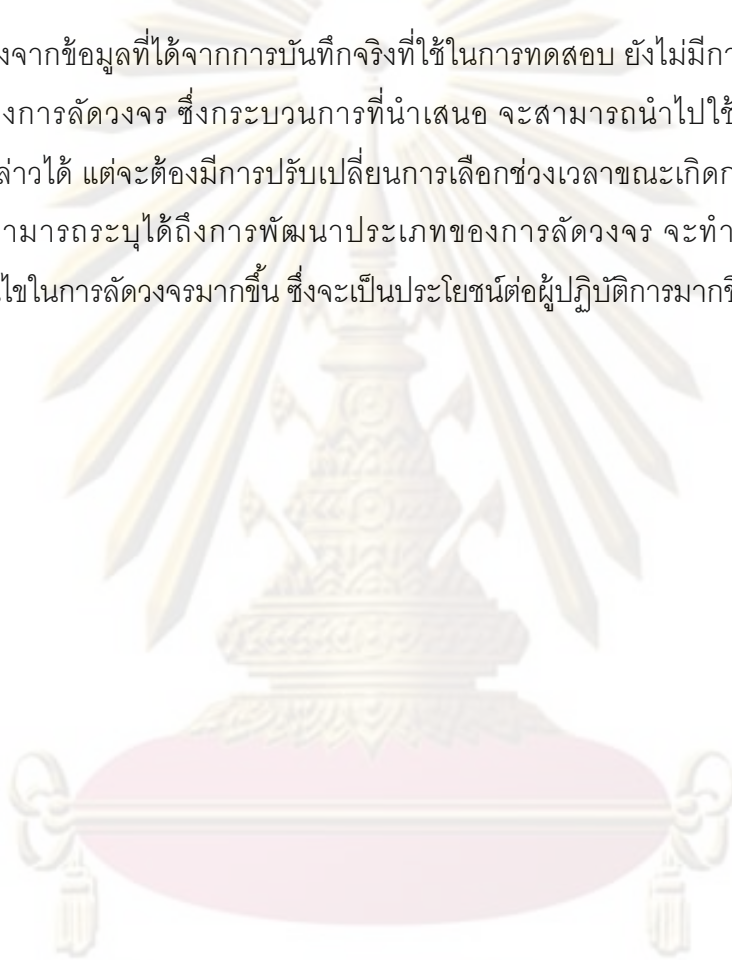 งจากข้อมูลที่ได้จากการบันทึกจริงที่ใช้ในการทดสอบ ยังไม่มีกา
งการลัดวงจร ซึ่งกระบวนการที่นำเสนอ จะสามารถนำไปใช้
ล่าวได้ แต่จะต้องมีการปรับเปลี่ยนการเลือกช่วงเวลาขณะเกิดก
ามารถระบุได้ถึงการพัฒนาประเภทของการลัดวงจร จะทำ
ไขในการลัดวงจรมากขึ้น ซึ่งจะเป็นประโยชน์ต่อผู้ปฏิบัติการมากขึ